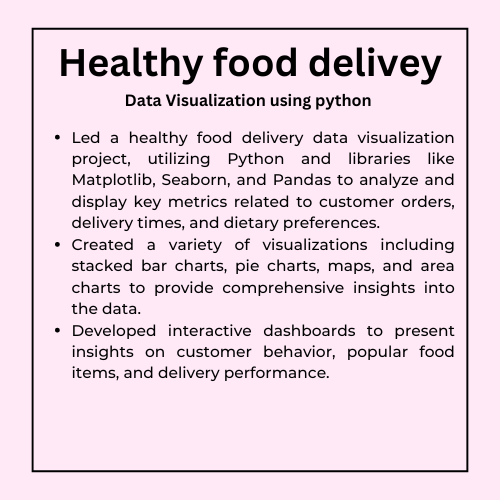 Healthy food delivey
Data Visualization using python
• Led a healthy food delivery data visualization
project, utilizing Python and libraries like
Matplotlib, Seaborn, and Pandas to analyze and
display key metrics related to customer orders,
delivery times, and dietary preferences.
• Created a variety of visualizations including
stacked bar charts, pie charts, maps, and area
charts to provide comprehensive insights into
the data.
• Developed interactive dashboards to present
insights on customer behavior, popular food
items, and delivery performance.